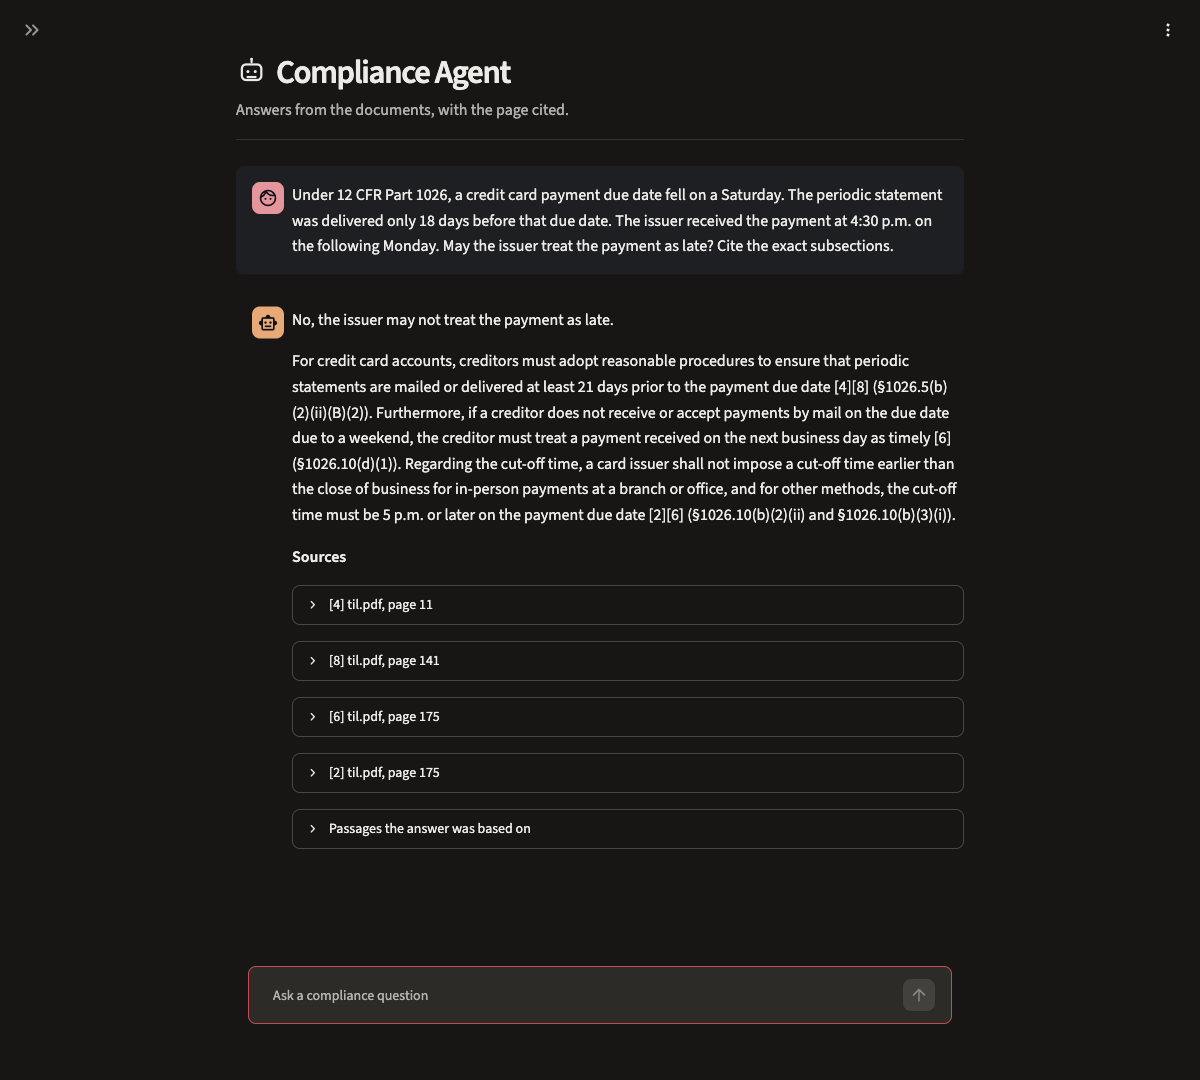 Compliance Agent
Answers from the documents, with the page cited.
Under 12 CFR Part 1026, a credit card payment due date fell on a Saturday. The periodic statement
was delivered only 18 days before that due date. The issuer received the payment at 4:30 p.m. on
the following Monday. May the issuer treat the payment as late? Cite the exact subsections.
No, the issuer may not treat the payment as late.
For credit card accounts, creditors must adopt reasonable procedures to ensure that periodic
statements are mailed or delivered at least 21 days prior to the payment due date [4][8] (§1026.5(b)
(2)(ii)(B)(2)). Furthermore, if a creditor does not receive or accept payments by mail on the due date
due to a weekend, the creditor must treat a payment received on the next business day as timely [6]
(§1026.10(d)(1)). Regarding the cut-off time, a card issuer shall not impose a cut-off time earlier than
the close of business for in-person payments at a branch or office, and for other methods, the cut-off
time must be 5 p.m. or later on the payment due date [2][6] (§1026.10(b)(2)(ii) and §1026.10(b)(3)(i)).
Sources
[4] til.pdf, page 11
[8] til.pdf, page 141
[6] til.pdf, page 175
[2] til.pdf, page 175
Passages the answer was based on
Ask a compliance question